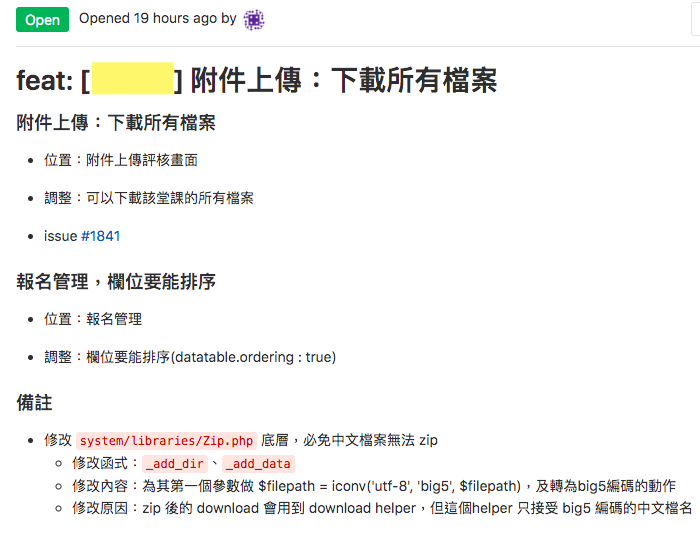 Open Opened 19 hours ago by
feat: [ ] 附件上傳：下載所有檔案
附件上傳：下載所有檔案
• 位置：附件上傳評核畫面
• 調整：可以下載該堂課的所有檔案
• issue #1841
報名管理，欄位要能排序
• 位置：報名管理
• 調整：欄位要能排序(datatable.ordering : true)
備註
• 修改 system/libraries/Zip.php 底層，必免中文檔案無法 zip
◦ 修改函式：_add_dir、_add_data
◦ 修改內容：為其第一個參數做 $filepath = iconv('utf-8', 'big5', $filepath)，及轉為big5編碼的動作
◦ 修改原因：zip 後的 download 會用到 download helper，但這個helper 只接受 big5 編碼的中文檔名